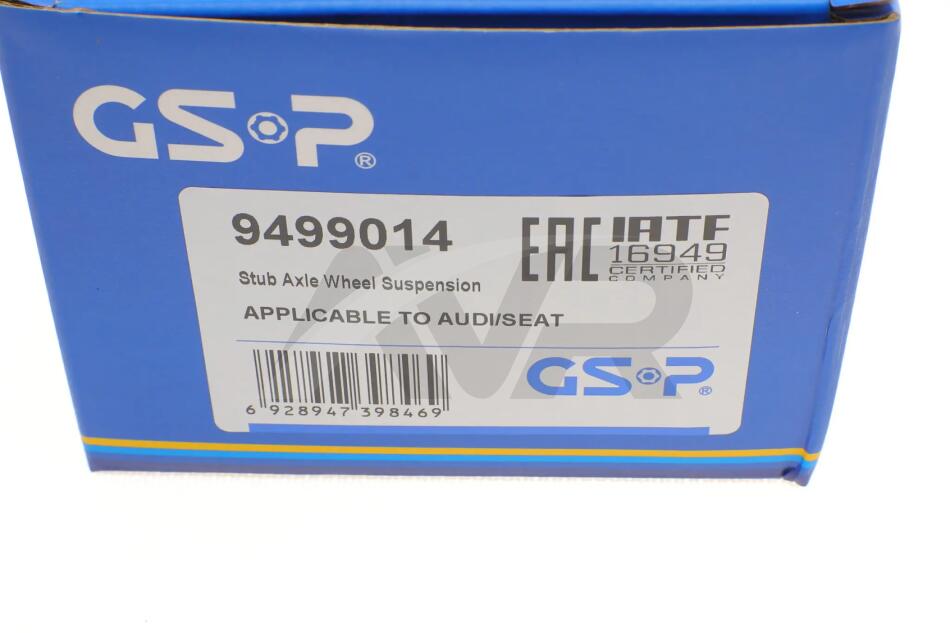 GSP®
9499014
Stub Axle Wheel Suspension
APPLICABLE TO AUDI/SEAT
EAC
IATF
16949
CERTIFIED
COMPANY
6 928947 398469
GSP®